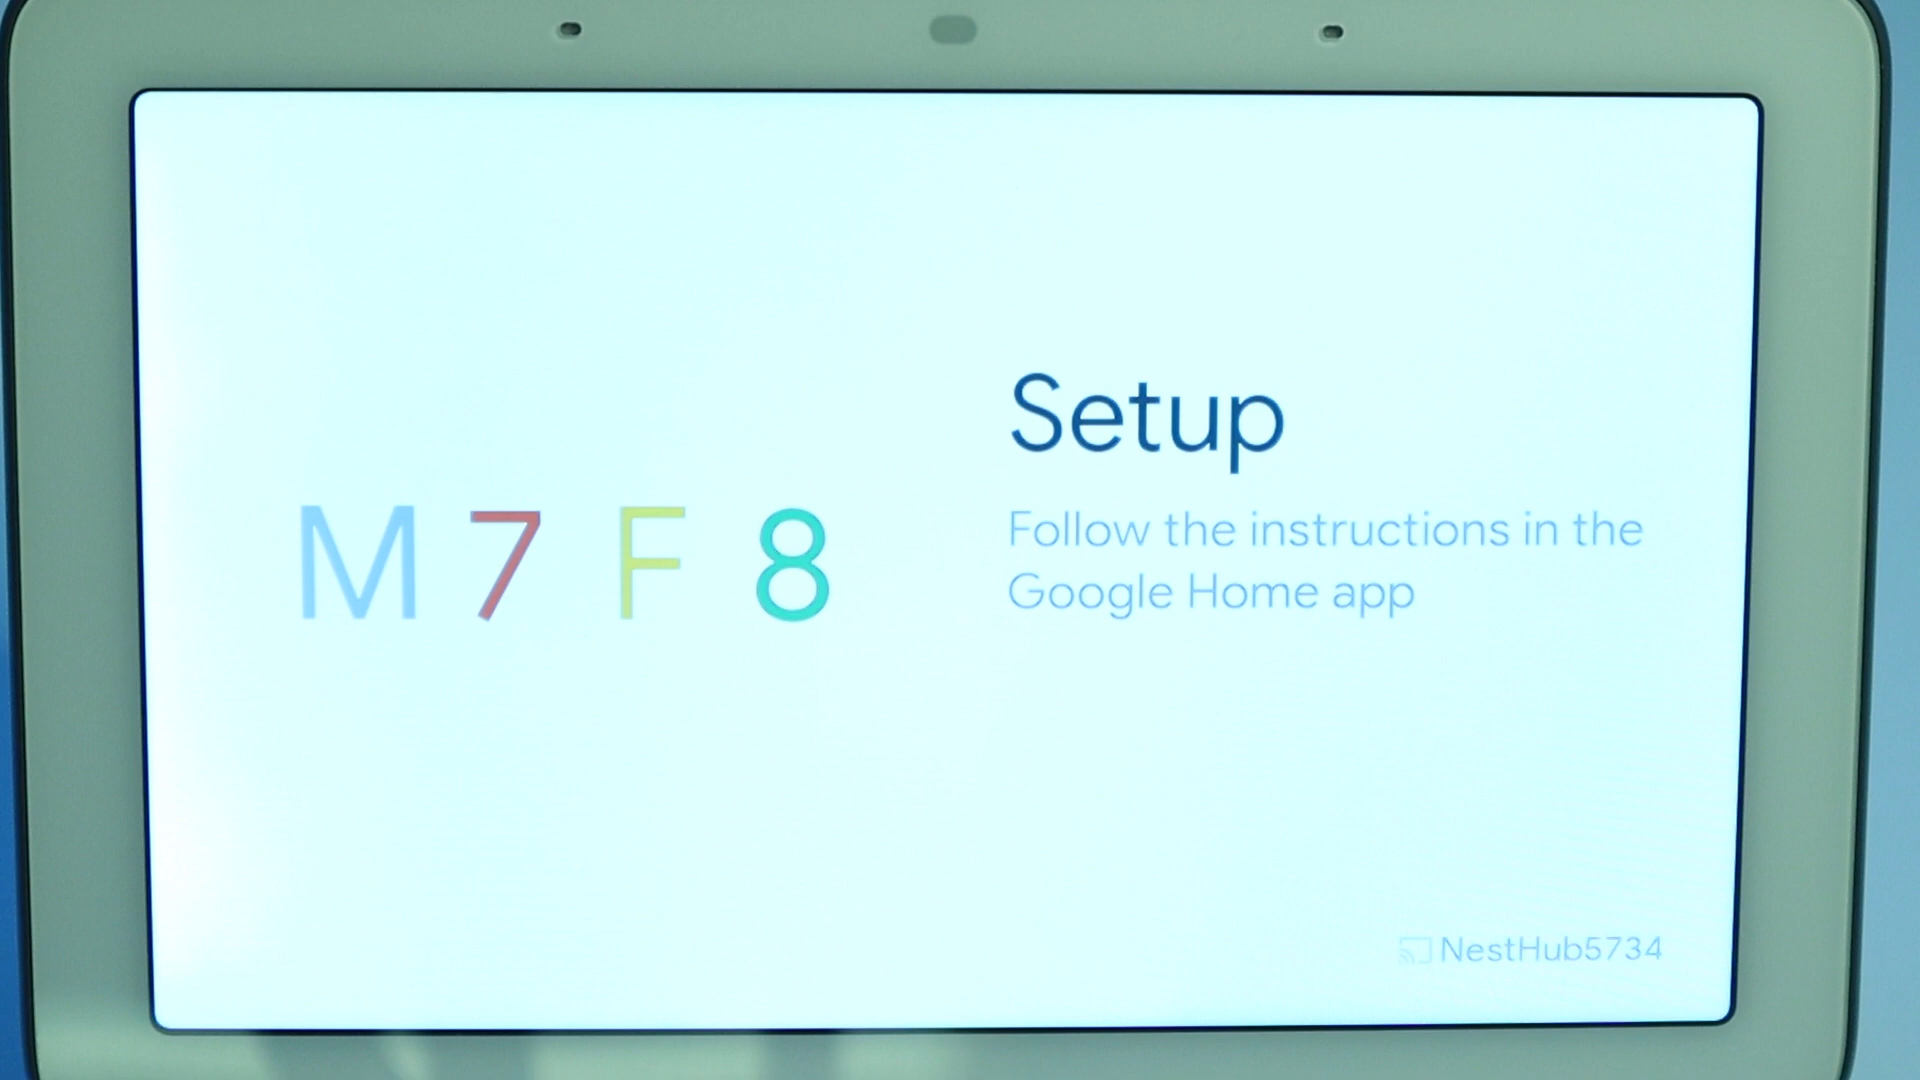 M 7 F 8
Setup
Follow the instructions in the
Google Home app
NestHub5734